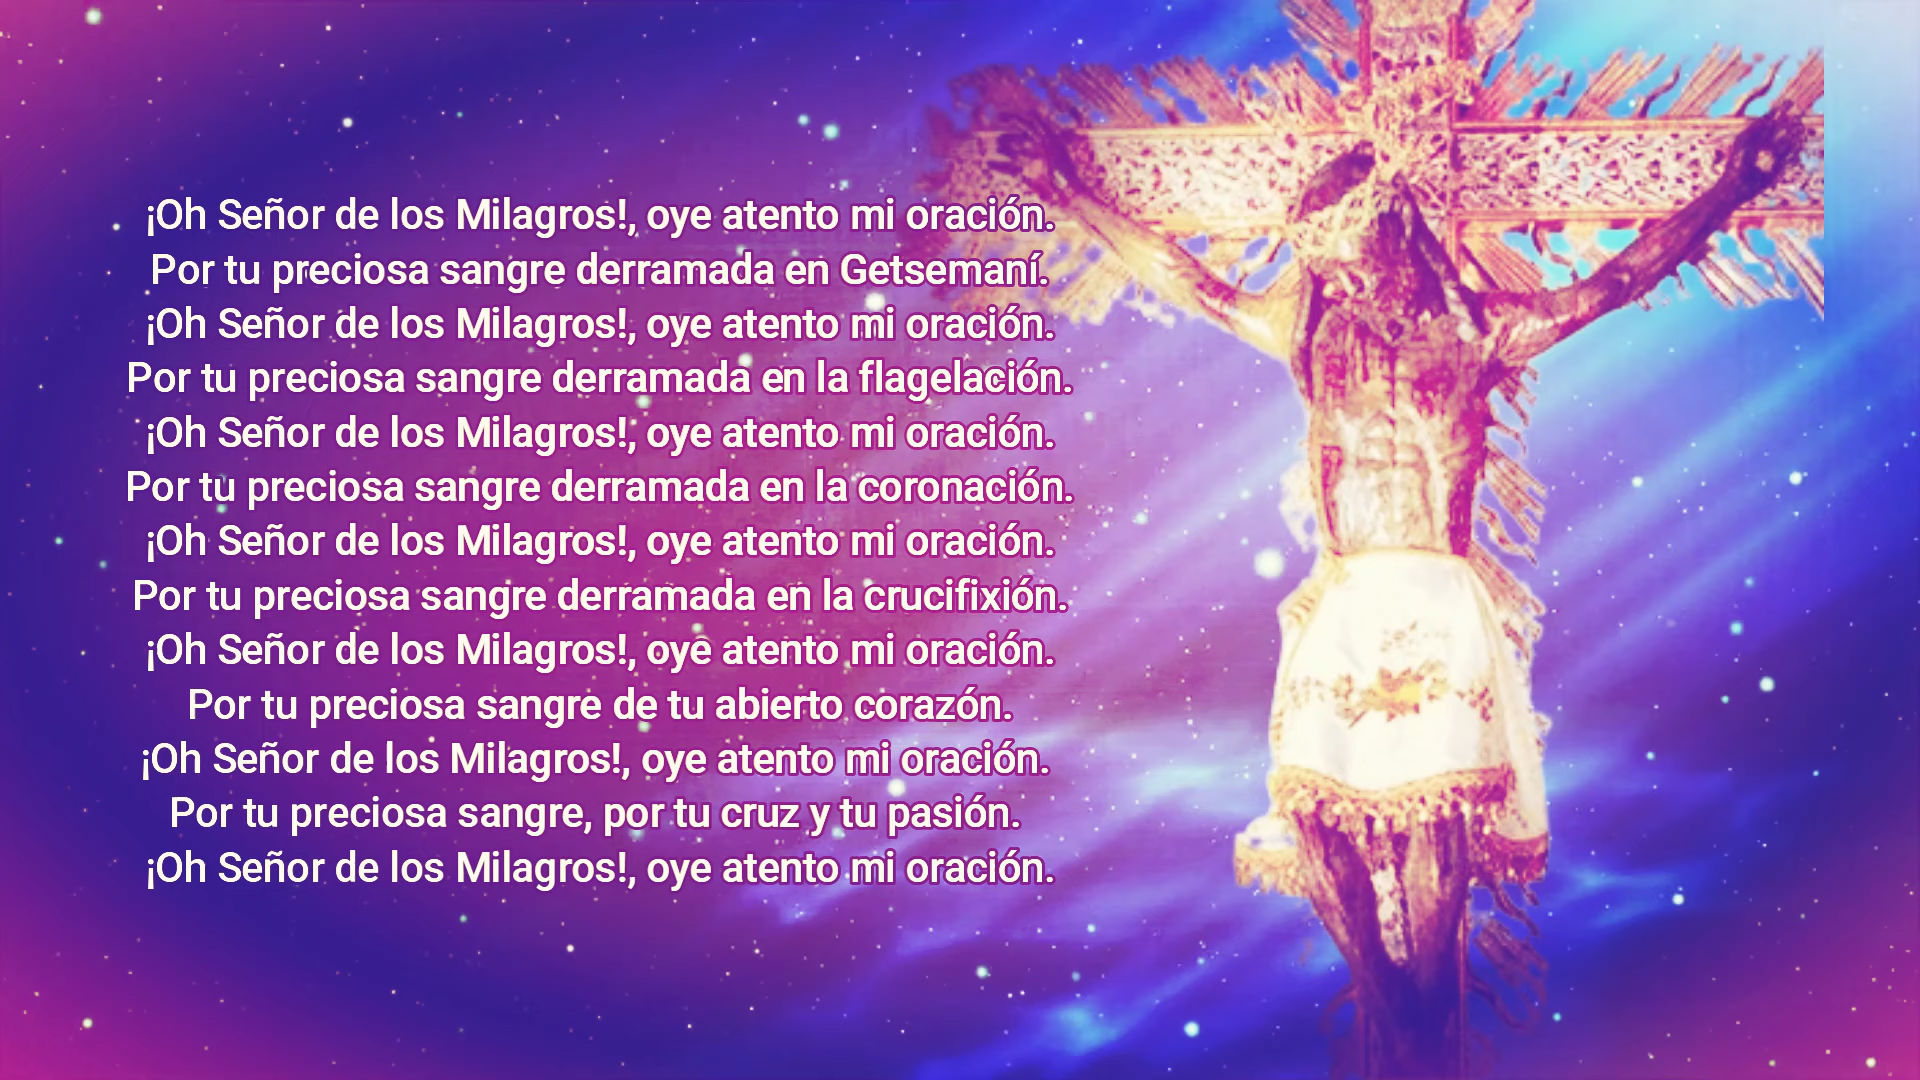 ¡Oh Señor de los Milagros!, oye atento mi oración.
Por tu preciosa sangre derramada en Getsemaní.
¡Oh Señor de los Milagros!, oye atento mi oración.
Por tu preciosa sangre derramada en la flagelación.
¡Oh Señor de los Milagros!, oye atento mi oración.
Por tu preciosa sangre derramada en la coronación.
¡Oh Señor de los Milagros!, oye atento mi oración.
Por tu preciosa sangre derramada en la crucifixión.
¡Oh Señor de los Milagros!, oye atento mi oración.
Por tu preciosa sangre de tu abierto corazón.
¡Oh Señor de los Milagros!, oye atento mi oración.
Por tu preciosa sangre, por tu cruz y tu pasión.
¡Oh Señor de los Milagros!, oye atento mi oración.